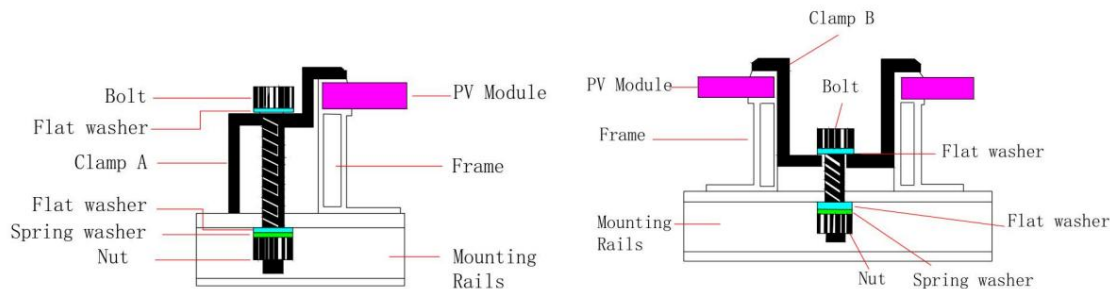 Bolt
Flat washer
Clamp A
Flat washer
Spring washer
Nut
PV Module
Frame
Mounting
Rails
Clamp B
PV Module
Bolt
Frame
Flat washer
Mounting
Rails
Flat washer
Nut
Spring washer